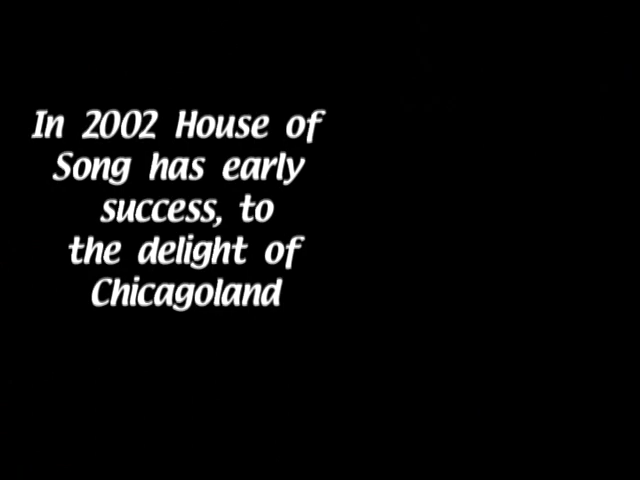 In 2002 House of
Song has early
success, to
the delight of
Chicagoland